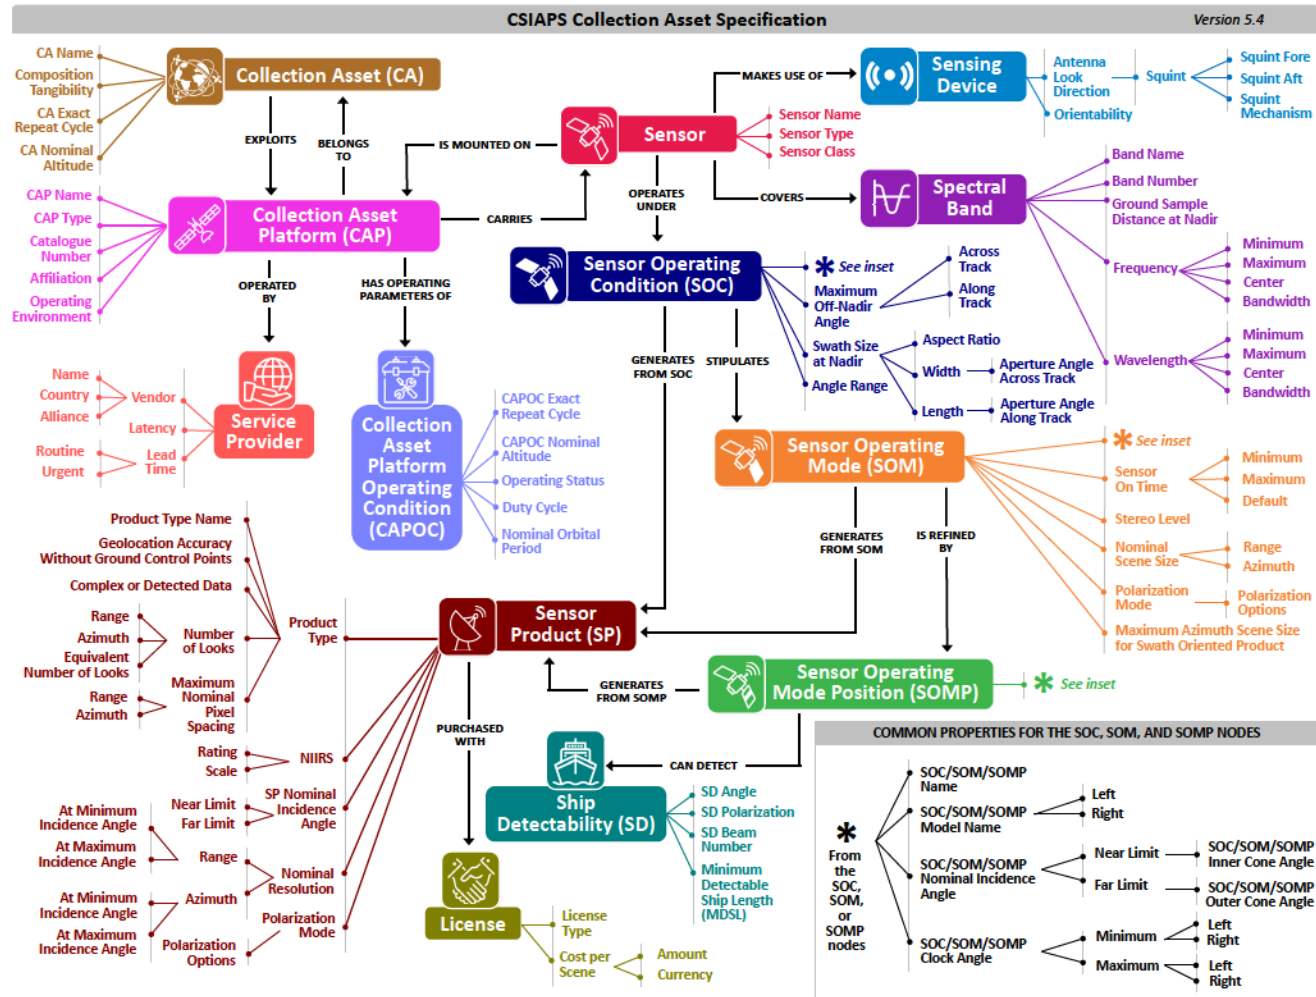 CSIAPS Collection Asset Specification
Version 5.4
CA Name
Composition
Tangibility
CA Exact
Repeat Cycle
CA Nominal
Altitude
Collection Asset (CA)
EXPLOITS
BELONGS
TO
IS MOUNTED ON
Sensor
Sensor Name
Sensor Type
Sensor Class
MAKES USE OF
Sensing
Device
Antenna
Look
Direction
Orientability
Squint
Squint Fore
Squint Aft
Squint
Mechanism
CAP Name
CAP Type
Catalogue
Number
Affiliation
Operating
Environment
Collection Asset
Platform (CAP)
CARRIES
OPERATES
UNDER
COVERS
Spectral
Band
Band Name
Band Number
Ground Sample
Distance at Nadir
Frequency
Minimum
Maximum
Center
Bandwidth
Wavelength
Minimum
Maximum
Center
Bandwidth
OPERATED
BY
HAS OPERATING
PARAMETERS OF
Sensor Operating
Condition (SOC)
* See inset
Maximum
Off-Nadir
Angle
Across
Track
Along
Track
Swath Size
at Nadir
Aspect Ratio
Width
Aperture Angle
Across Track
Length
Aperture Angle
Along Track
Angle Range
GENERATES
FROM SOC
STIPULATES
Name
Country
Alliance
Vendor
Latency
Routine
Urgent
Lead
Time
Service
Provider
Collection
Asset
Platform
Operating
Condition
(CAPOC)
CAPOC Exact
Repeat Cycle
CAPOC Nominal
Altitude
Operating Status
Duty Cycle
Nominal Orbital
Period
Sensor Operating
Mode (SOM)
* See inset
Sensor
On Time
Minimum
Maximum
Default
Stereo Level
Nominal
Scene Size
Range
Azimuth
Polarization
Mode
Polarization
Options
Maximum Azimuth Scene Size
for Swath Oriented Product
GENERATES
FROM SOM
IS REFINED
BY
Product Type Name
Geolocation Accuracy
Without Ground Control Points
Complex or Detected Data
Range
Azimuth
Equivalent
Number of Looks
Number
of Looks
Range
Azimuth
Maximum
Nominal
Pixel
Spacing
Product
Type
Sensor
Product (SP)
GENERATES
FROM SOMP
Sensor Operating
Mode Position (SOMP)
* See inset
PURCHASED
WITH
CAN DETECT
Rating
Scale
NIIRS
Near Limit
Far Limit
SP Nominal
Incidence
Angle
At Minimum
Incidence Angle
At Maximum
Incidence Angle
Range
At Minimum
Incidence Angle
At Maximum
Incidence Angle
Azimuth
Nominal
Resolution
Polarization
Options
Polarization
Mode
Ship
Detectability (SD)
SD Angle
SD Polarization
SD Beam
Number
Minimum
Detectable
Ship Length
(MDSL)
License
License
Type
Cost per
Scene
Amount
Currency
COMMON PROPERTIES FOR THE SOC, SOM, AND SOMP NODES
*
From
the
SOC,
SOM,
or
SOMP
nodes
SOC/SOM/SOMP
Name
SOC/SOM/SOMP
Model Name
Left
Right
SOC/SOM/SOMP
Nominal Incidence
Angle
Near Limit
SOC/SOM/SOMP
Inner Cone Angle
Far Limit
SOC/SOM/SOMP
Outer Cone Angle
SOC/SOM/SOMP
Clock Angle
Minimum
Left
Right
Maximum
Left
Right